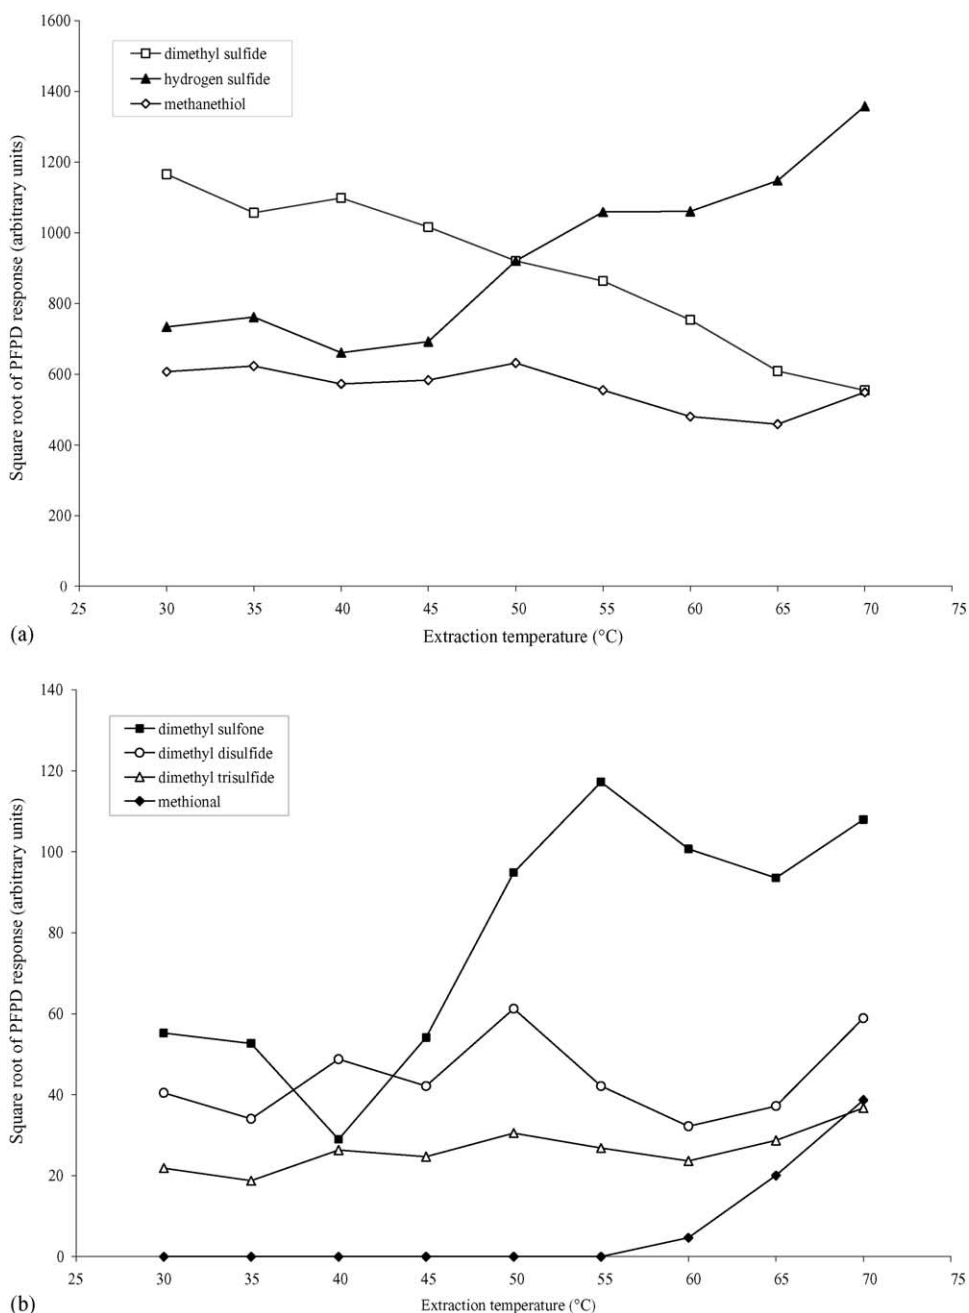 1600
1400
1200
1000
800
600
400
200
0
Square root of PFPD response (arbitrary units)
dimethyl sulfide
hydrogen sulfide
methanethiol
25 30 35 40 45 50 55 60 65 70 75
Extraction temperature (°C)
(a)
140
120
100
80
60
40
20
0
Square root of PFPD response (arbitrary units)
dimethyl sulfone
dimethyl disulfide
dimethyl trisulfide
methional
25 30 35 40 45 50 55 60 65 70 75
Extraction temperature (°C)
(b)